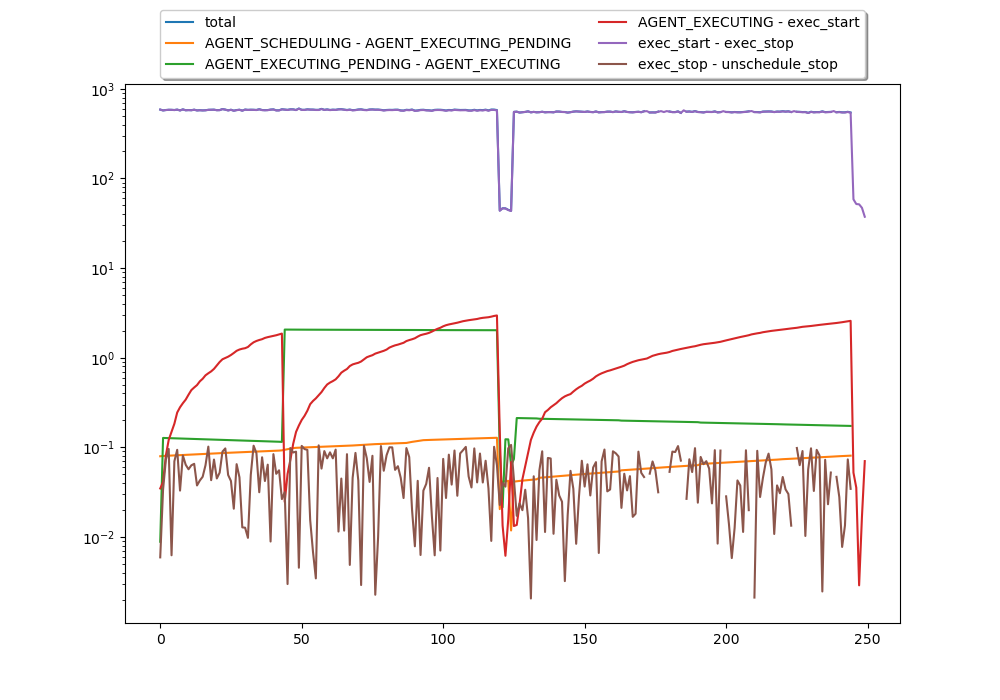 total
AGENT_SCHEDULING - AGENT_EXECUTING_PENDING
AGENT_EXECUTING_PENDING - AGENT_EXECUTING
AGENT_EXECUTING - exec_start
exec_start - exec_stop
exec_stop - unschedule_stop
10³
10²
10¹
10⁰
10⁻¹
10⁻²
0 50 100 150 200 250